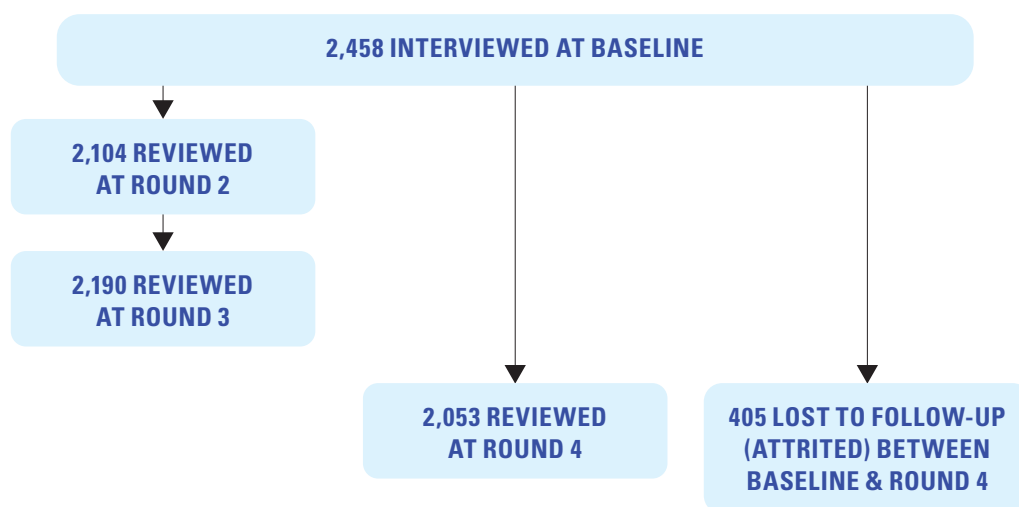 2,458 INTERVIEWED AT BASELINE
2,104 REVIEWED
AT ROUND 2
2,190 REVIEWED
AT ROUND 3
2,053 REVIEWED
AT ROUND 4
405 LOST TO FOLLOW-UP
(ATTRITED) BETWEEN
BASELINE & ROUND 4